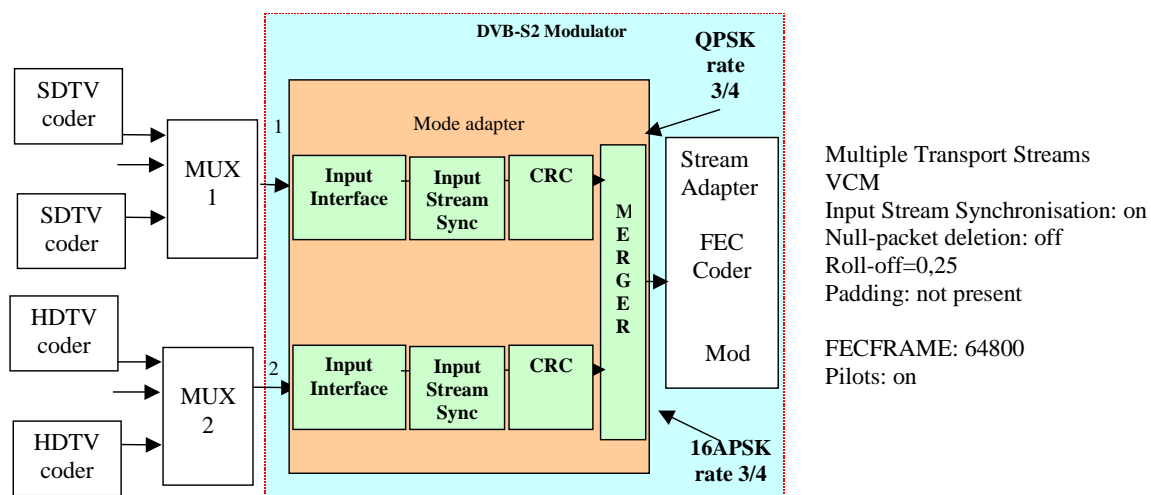 DVB-S2 Modulator
QPSK
rate
3/4
SDTV
coder
SDTV
coder
MUX
1
1
Mode adapter
Input
Interface
Input
Stream
Sync
CRC
M
E
R
G
E
R
Stream
Adapter
FEC
Coder
Mod
HDTV
coder
HDTV
coder
MUX
2
2
Input
Interface
Input
Stream
Sync
CRC
16APSK
rate 3/4
Multiple Transport Streams
VCM
Input Stream Synchronisation: on
Null-packet deletion: off
Roll-off=0,25
Padding: not present
FECFRAME: 64800
Pilots: on